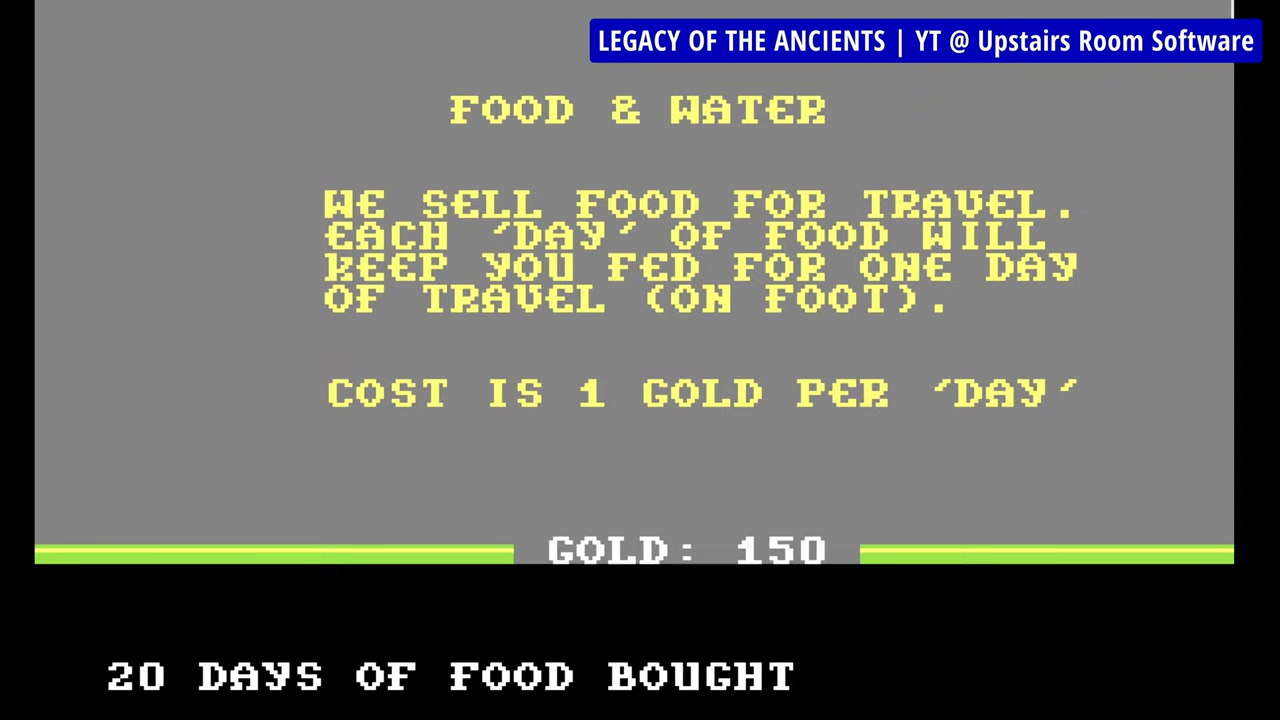 LEGACY OF THE ANCIENTS | YT @ Upstairs Room Software
FOOD & WATER
WE SELL FOOD FOR TRAVEL.
EACH 'DAY' OF FOOD WILL
KEEP YOU FED FOR ONE DAY
OF TRAVEL (ON FOOT).
COST IS 1 GOLD PER 'DAY'
GOLD: 150
20 DAYS OF FOOD BOUGHT